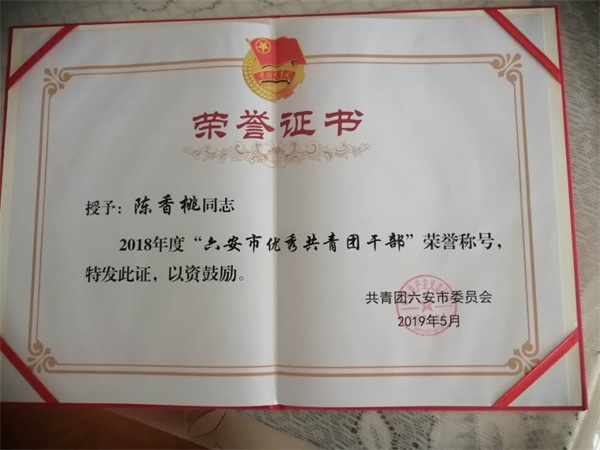 荣誉证书
授予：陈香桃同志
2018年度“六安市优秀共青团干部”荣誉称号，
特发此证，以资鼓励。
共青团六安市委员会
2019年5月